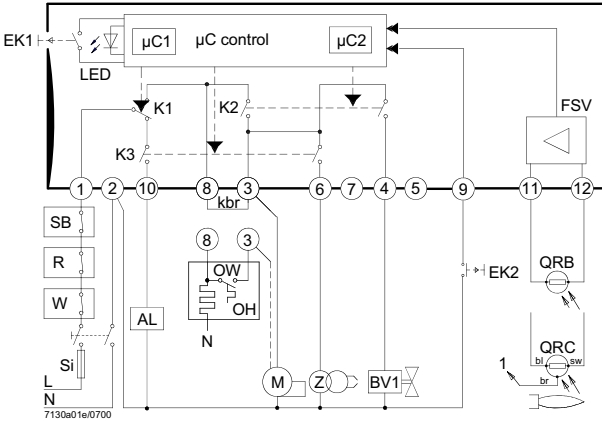 EK1
LED
µC1
µC control
µC2
FSV
K1
K2
K3
1
2
10
8
3
6
7
4
5
9
11
12
kbr
SB
R
W
Si
L
N
7130a01e/0700
AL
8
3
OW
OH
N
M
Z
BV1
EK2
QRB
QRC
1
bl
sw
br